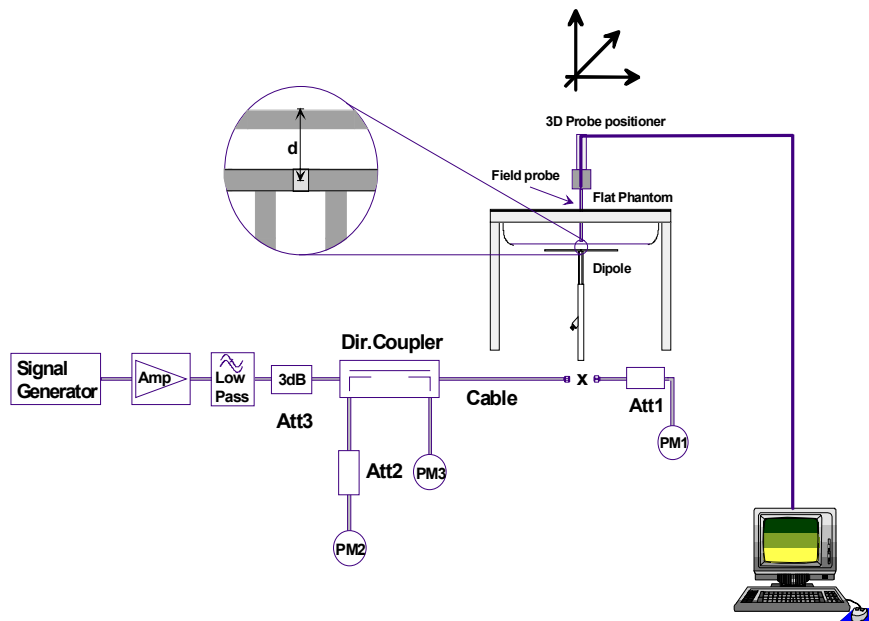 3D Probe positioner
d
Field probe
Flat Phantom
Dipole
Dir.Coupler
Signal
Generator
Amp
Low
Pass
3dB
Cable
x
Att1
Att3
PM1
Att2
PM3
PM2